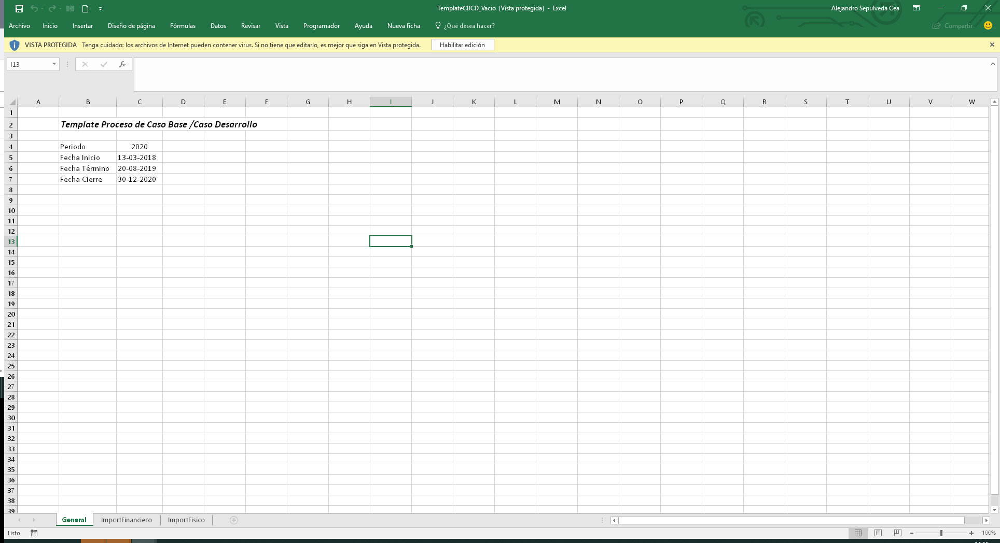 TemplateCBCD_Vacio [Vista protegida] - Excel
Alejandro Sepulveda Cea
Archivo Inicio Insertar Diseño de página Fórmulas Datos Revisar Vista Programador Ayuda Nueva ficha ¿Qué desea hacer? Compartir
VISTA PROTEGIDA Tenga cuidado: los archivos de Internet pueden contener virus. Si no tiene que editarlo, es mejor que siga en Vista protegida. Habilitar edición
I13 fx
A B C D E F G H I J K L M N O P Q R S T U V W
1
2 Template Proceso de Caso Base /Caso Desarrollo
3
4 Periodo 2020
5 Fecha Inicio 13-03-2018
6 Fecha Término 20-08-2019
7 Fecha Cierre 30-12-2020
8
9
10
11
12
13
14
15
16
17
18
19
20
21
22
23
24
25
26
27
28
29
30
31
32
33
34
35
36
37
38
39
General ImportFinanciero ImportFisico
Listo 100%